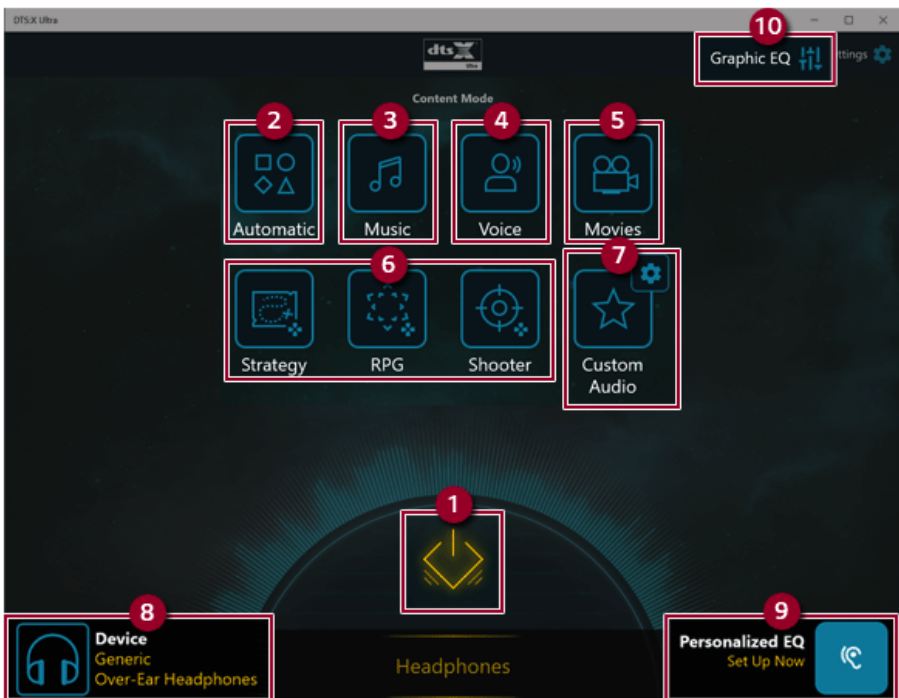 DTS:X Ultra
10
dts X
Ultra
Graphic EQ
ttings
Content Mode
2
3
4
5
Automatic
Music
Voice
Movies
6
7
Strategy
RPG
Shooter
Custom
Audio
1
8
Device
Generic
Over-Ear Headphones
Headphones
9
Personalized EQ
Set Up Now